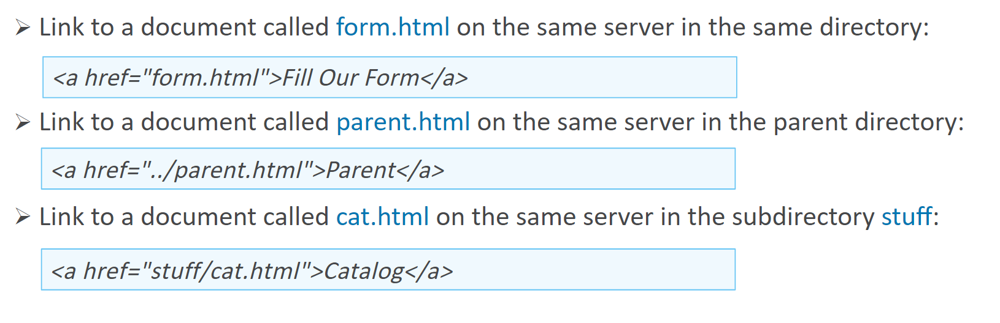 ➢ Link to a document called form.html on the same server in the same directory:
<a href="form.html">Fill Our Form</a>
➢ Link to a document called parent.html on the same server in the parent directory:
<a href="../parent.html">Parent</a>
➢ Link to a document called cat.html on the same server in the subdirectory stuff:
<a href="stuff/cat.html">Catalog</a>